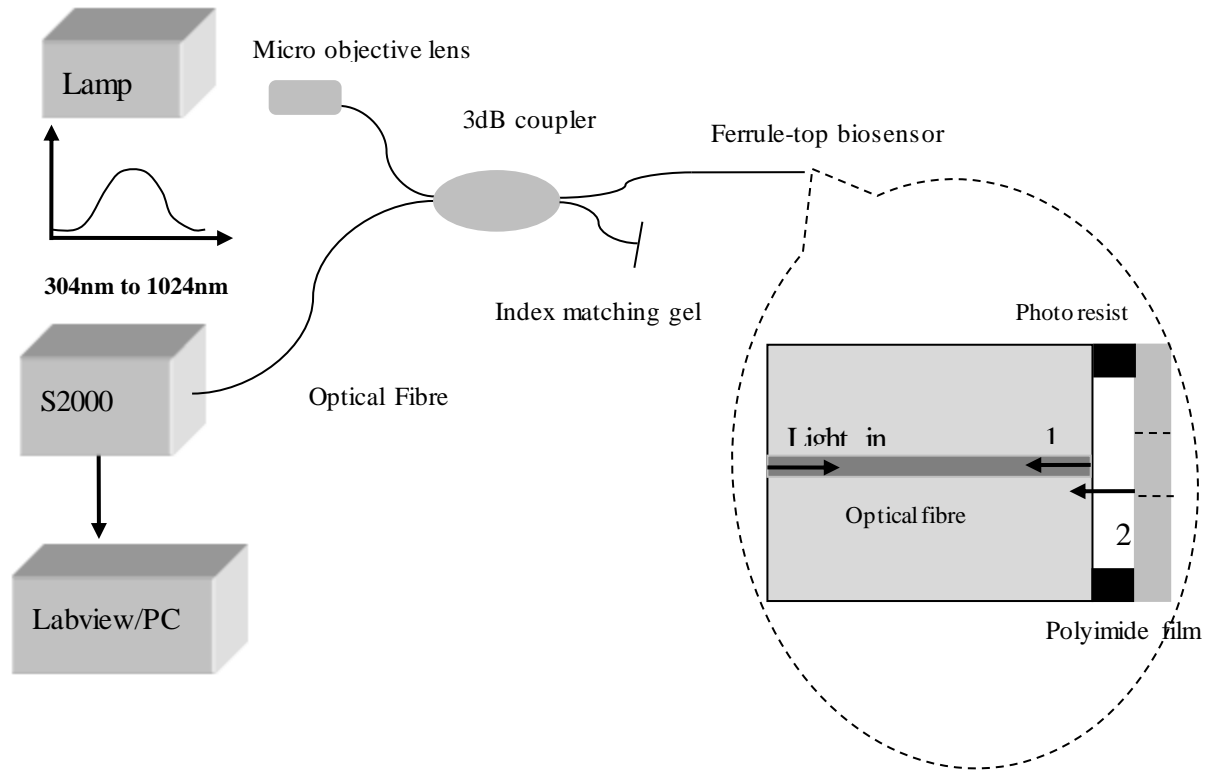 Lamp
Micro objective lens
3dB coupler
Ferrule-top biosensor
304nm to 1024nm
Index matching gel
Photo resist
S2000
Optical Fibre
Light in
1
Optical fibre
2
Labview/PC
Polyimide film